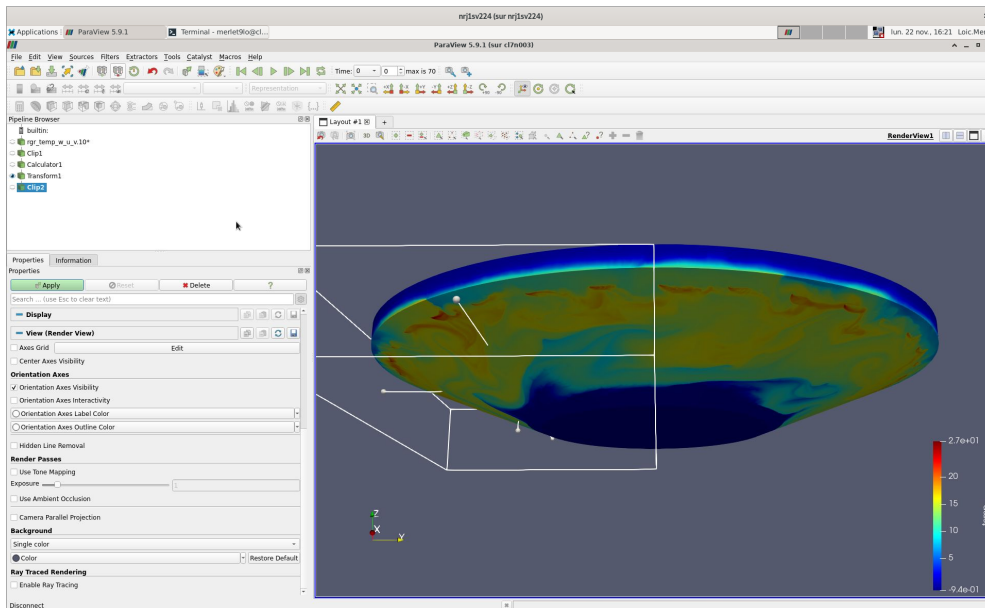 nrj1sv224 (sur nrj1sv224)
Applications ParaView 5.9.1 Terminal - merlet9lo@cl... lun. 22 nov., 16:21 Loic.Mer
ParaView 5.9.1 (sur cl7n003)
File Edit View Sources Filters Extractors Tools Catalyst Macros Help
Time: 0 0 max is 70
Representation
Pipeline Browser
Layout #1
3D
RenderView1
builtin:
rgr_temp_w_u_v.10*
Clip1
Calculator1
Transform1
Clip2
Properties Information
Properties
Apply Reset Delete ?
Search ... (use Esc to clear text)
Display
View (Render View)
Axes Grid Edit
Center Axes Visibility
Orientation Axes
Orientation Axes Visibility
Orientation Axes Interactivity
Orientation Axes Label Color
Orientation Axes Outline Color
Hidden Line Removal
Render Passes
Use Tone Mapping
Exposure 1
Use Ambient Occlusion
Camera Parallel Projection
Background
Single color
Color Restore Default
Ray Traced Rendering
Enable Ray Tracing
Disconnect
Z
X
Y
2.7e+01
20
15
10
5
-9.4e-01